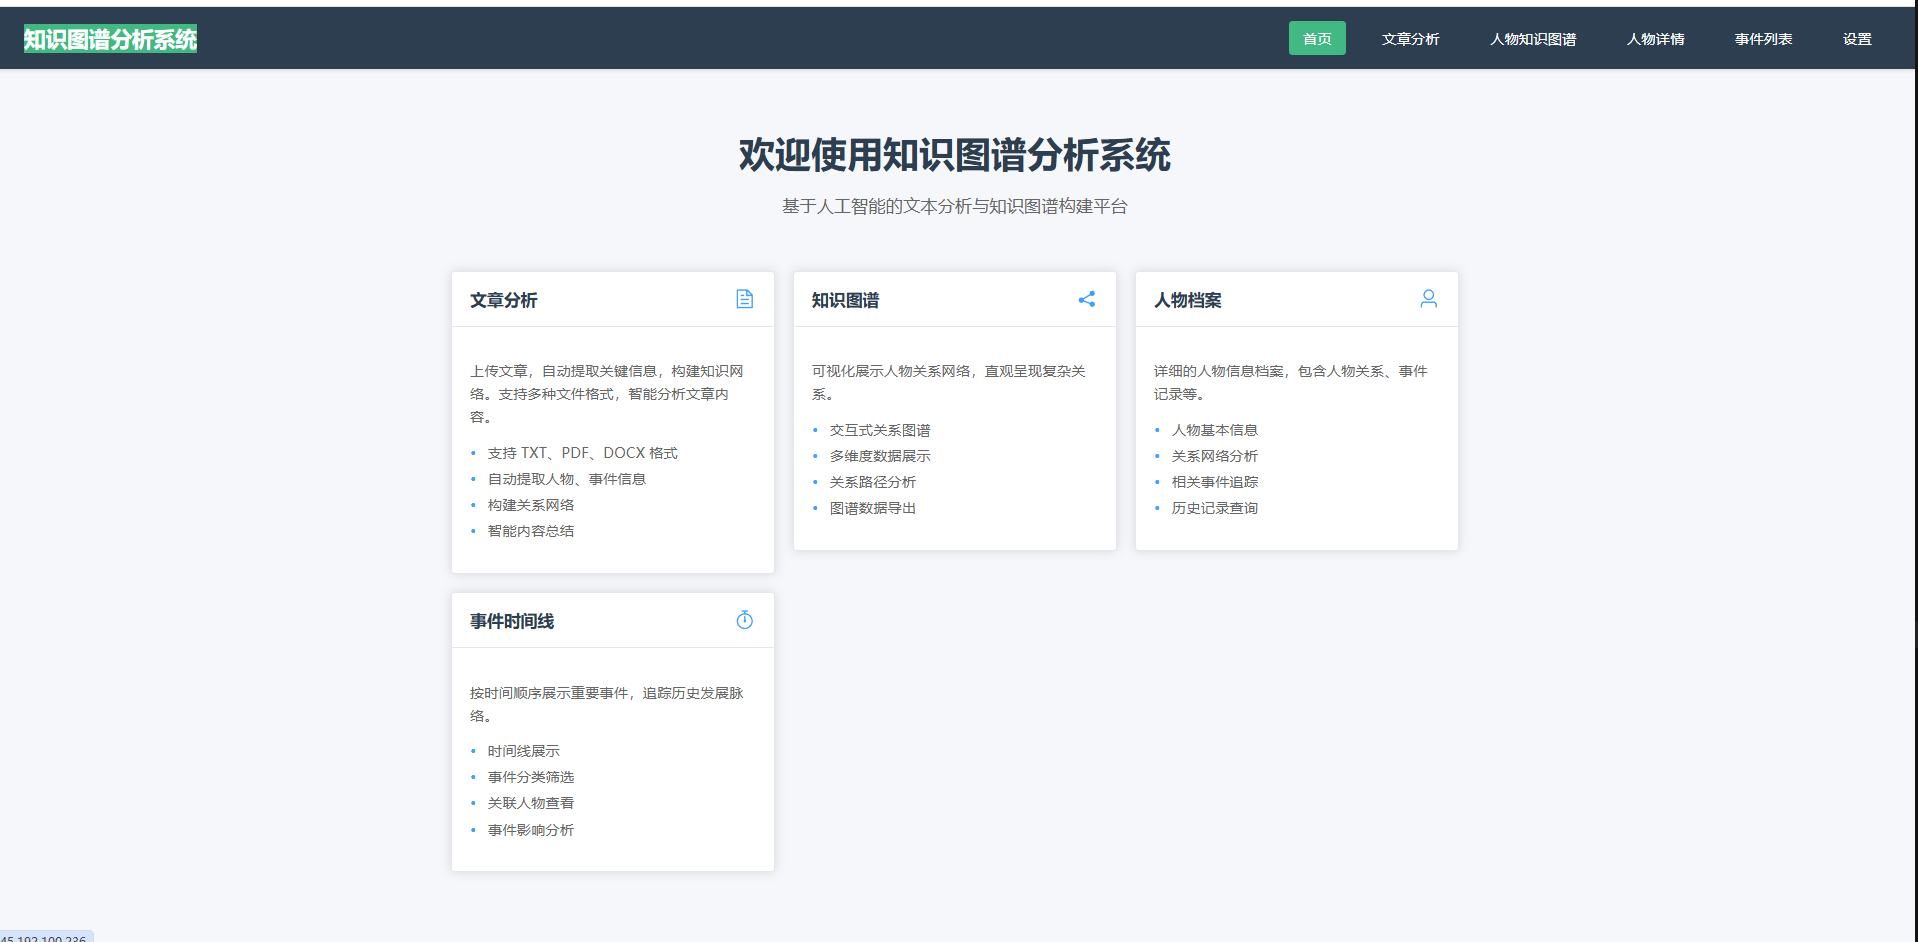 知识图谱分析系统
首页
文章分析
人物知识图谱
人物详情
事件列表
设置
欢迎使用知识图谱分析系统
基于人工智能的文本分析与知识图谱构建平台
文章分析
上传文章，自动提取关键信息，构建知识网
络。支持多种文件格式，智能分析文章内
容。
• 支持 TXT、PDF、DOCX 格式
• 自动提取人物、事件信息
• 构建关系网络
• 智能内容总结
知识图谱
可视化展示人物关系网络，直观呈现复杂关
系。
• 交互式关系图谱
• 多维度数据展示
• 关系路径分析
• 图谱数据导出
人物档案
详细的人物信息档案，包含人物关系、事件
记录等。
• 人物基本信息
• 关系网络分析
• 相关事件追踪
• 历史记录查询
事件时间线
按时间顺序展示重要事件，追踪历史发展脉
络。
• 时间线展示
• 事件分类筛选
• 关联人物查看
• 事件影响分析
45.192.100.236